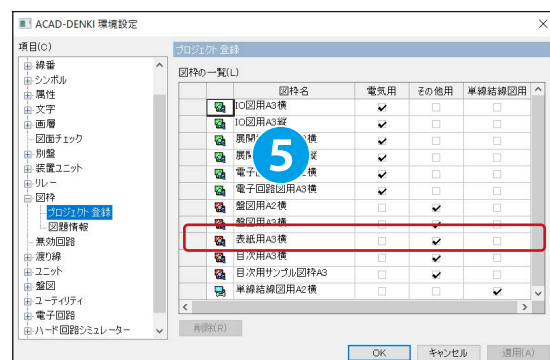 ACAD-DENKI 環境設定
項目(C)
線番
シンボル
属性
文字
画層
図面チェック
別盤
装置ユニット
リレー
図枠
プロジェクト登録
図題情報
無効回路
渡り線
ユニット
盤図
ユーティリティ
電子回路
ハード回路シミュレーター
プロジェクト登録
図枠の一覧(L)
図枠名 電気用 その他用 単線結線図用
IO図用A3横
IO図用A3縦
展開
展開
5
電子
電子回路図用A3横
盤図用A2横
盤図用A3横
表紙用A3横
目次用A3横
目次用サンプル図枠A3
単線結線図用A2横
削除(R)
OK キャンセル 適用(A)